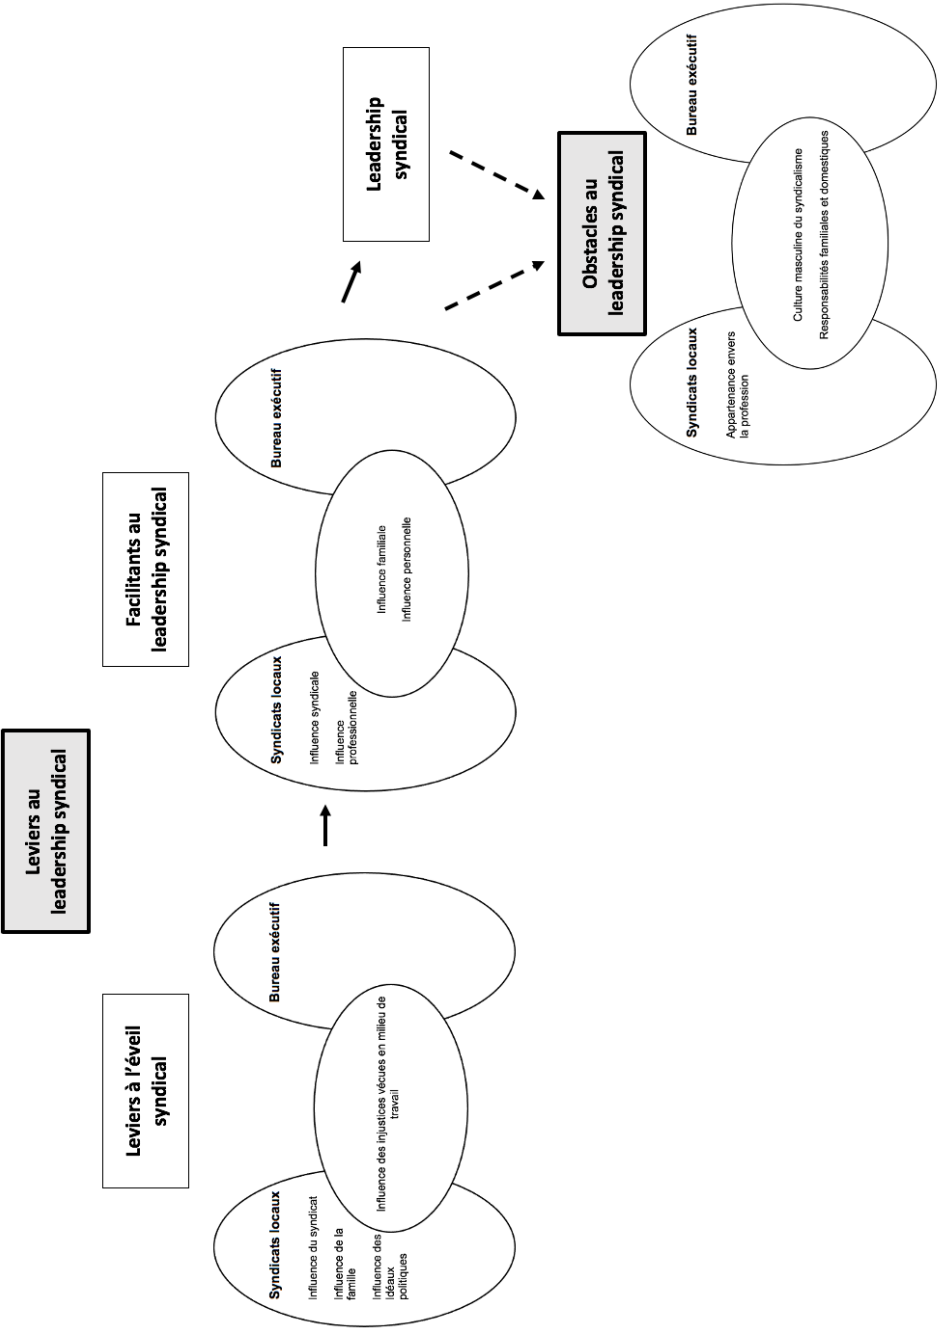 Leviers au
leadership syndical
Leviers à l'éveil
syndical
Syndicats locaux
Influence du syndicat
Influence de la
famille
Influence des
Idéaux
politiques
Influence des injustices vécues en milieu de
travail
Bureau exécutif
Facilitants au
leadership syndical
Syndicats locaux
Influence syndicale
Influence
professionnelle
Influence familiale
Influence personnelle
Bureau exécutif
Leadership
syndical
Obstacles au
leadership syndical
Syndicats locaux
Appartenance envers
la profession
Culture masculine du syndicalisme
Responsabilités familiales et domestiques
Bureau exécutif